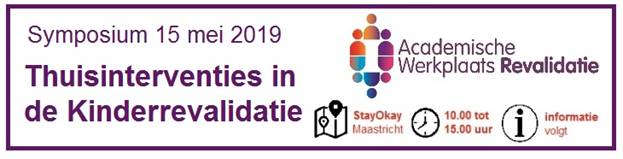 Symposium 15 mei 2019
Thuisinterventies in
de Kinderrevalidatie
Academische
Werkplaats Revalidatie
StayOkay
Maastricht
10.00 tot
15.00 uur
i
informatie
volgt